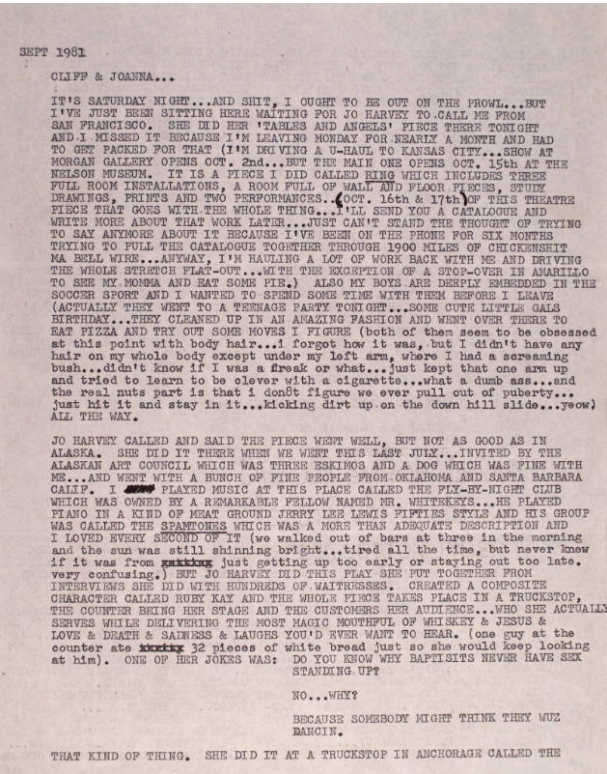 SEPT 1981
CLIFF & JOANNA...
IT'S SATURDAY NIGHT...AND SHIT, I OUGHT TO BE OUT ON THE PROWL...BUT
I'VE JUST BEEN SITTING HERE WAITING FOR JO HARVEY TO CALL ME FROM
SAN FRANCISCO. SHE DID HER 'TABLES AND ANGELS' PIECE THERE TONIGHT
AND I MISSED IT BECAUSE I'M LEAVING MONDAY FOR NEARLY A MONTH AND HAD
TO GET PACKED FOR THAT (I'M DRIVING A U-HAUL TO KANSAS CITY...SHOW AT
MORGAN GALLERY OPENS OCT. 2nd...BUT THE MAIN ONE OPENS OCT. 15th AT THE
NELSON MUSEUM. IT IS A PIECE I DID CALLED RING WHICH INCLUDES THREE
FULL ROOM INSTALLATIONS, A ROOM FULL OF WALL AND FLOOR PIECES, STUDY
DRAWINGS, PRINTS AND TWO PERFORMANCES..(OCT. 16th & 17th)OF THIS THEATRE
PIECE THAT GOES WITH THE WHOLE THING...I'LL SEND YOU A CATALOGUE AND
WRITE MORE ABOUT THAT WORK LATER...JUST CAN'T STAND THE THOUGHT OF TRYING
TO SAY ANYMORE ABOUT IT BECAUSE I'VE BEEN ON THE PHONE FOR SIX MONTHS
TRYING TO PULL THE CATALOGUE TOGETHER THROUGH 1900 MILES OF CHICKENSHIT
MA BELL WIRE...ANYWAY, I'M HAULING A LOT OF WORK BACK WITH ME AND DRIVING
THE WHOLE STRETCH FLAT-OUT...WITH THE EXCEPTION OF A STOP-OVER IN AMARILLO
TO SEE MY MOMMA AND EAT SOME PIE.) ALSO MY BOYS ARE DEEPLY EMBEDDED IN THE
SOCCER SPORT AND I WANTED TO SPEND SOME TIME WITH THEM BEFORE I LEAVE
(ACTUALLY THEY WENT TO A TEENAGE PARTY TONIGHT...SOME CUTE LITTLE GALS
BIRTHDAY...THEY CLEANED UP IN AN AMAZING FASHION AND WENT OVER THERE TO
EAT PIZZA AND TRY OUT SOME MOVES I FIGURE (both of them seem to be obsessed
at this point with body hair...i forgot how it was, but I didn't have any
hair on my whole body except under my left arm, where I had a screaming
bush...didn't know if I was a freak or what...just kept that one arm up
and tried to learn to be clever with a cigarette...what a dumb ass...and
the real nuts part is that i don8t figure we ever pull out of puberty...
just hit it and stay in it...kicking dirt up on the down hill slide...yeow)
ALL THE WAY.
JO HARVEY CALLED AND SAID THE PIECE WENT WELL, BUT NOT AS GOOD AS IN
ALASKA. SHE DID IT THERE WHEN WE WENT THIS LAST JULY...INVITED BY THE
ALASKAN ART COUNCIL WHICH WAS THREE ESKIMOS AND A DOG WHICH WAS FINE WITH
ME...AND WENT WITH A BUNCH OF FINE PEOPLE FROM OKLAHOMA AND SANTA BARBARA
CALIF. I PLAYED MUSIC AT THIS PLACE CALLED THE FLY-BY-NIGHT CLUB
WHICH WAS OWNED BY A REMARKABLE FELLOW NAMED MR. WHITEKEYS...HE PLAYED
PIANO IN A KIND OF MEAT GROUND JERRY LEE LEWIS FIFTIES STYLE AND HIS GROUP
WAS CALLED THE SPAMTONES WHICH WAS A MORE THAN ADEQUATE DESCRIPTION AND
I LOVED EVERY SECOND OF IT (we walked out of bars at three in the morning
and the sun was still shinning bright...tired all the time, but never knew
if it was from just getting up too early or staying out too late.
very confusing.) BUT JO HARVEY DID THIS PLAY SHE PUT TOGETHER FROM
INTERVIEWS SHE DID WITH HUNDREDS OF WAITRESSES. CREATED A COMPOSITE
CHARACTER CALLED RUBY KAY AND THE WHOLE PIECE TAKES PLACE IN A TRUCKSTOP,
THE COUNTER BEING HER STAGE AND THE CUSTOMERS HER AUDIENCE...WHO SHE ACTUALLY
SERVES WHILE DELIVERING THE MOST MAGIC MOUTHFUL OF WHISKEY & JESUS &
LOVE & DEATH & SADNESS & LAUGHS YOU'D EVER WANT TO HEAR. (one guy at the
counter ate 32 pieces of white bread just so she would keep looking
at him). ONE OF HER JOKES WAS: DO YOU KNOW WHY BAPTISITS NEVER HAVE SEX
STANDING UP?
NO...WHY?
BECAUSE SOMEBODY MIGHT THINK THEY WUZ
DANCIN.
THAT KIND OF THING. SHE DID IT AT A TRUCKSTOP IN ANCHORAGE CALLED THE